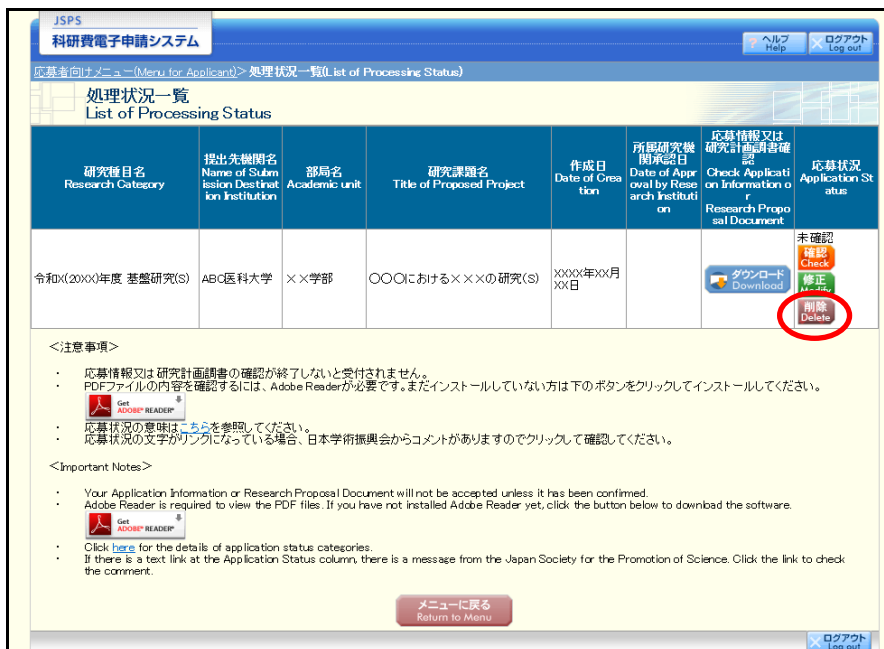 JSPS
科研費電子申請システム
ヘルプ
Help
ログアウト
Log out
応募者向けメニュー(Menu for Applicant)> 処理状況一覧(List of Processing Status)
処理状況一覧
List of Processing Status
研究種目名
Research Category
提出先機関名
Name of Subm
ission Destinat
ion Institution
部局名
Academic unit
研究課題名
Title of Proposed Project
作成日
Date of Crea
tion
所属研究機
関承認日
Date of Appr
oval by Rese
arch Instituti
on
応募情報又は
研究計画調書確
認
Check Applicati
on Information o
r
Research Propo
sal Document
応募状況
Application St
atus
令和X(20XX)年度 基盤研究(S)
ABC医科大学
××学部
〇〇〇における×××の研究(S)
XXXX年XX月
XX日
ダウンロード
Download
未確認
確認
Check
修正
Modify
削除
Delete
<注意事項>
・ 応募情報又は研究計画調書の確認が終了しないと受付されません。
・ PDFファイルの内容を確認するには、Adobe Readerが必要です。まだインストールしていない方は下のボタンをクリックしてインストールしてください。
Get
ADOBE® READER®
・ 応募状況の意味はこちらを参照してください。
・ 応募状況の文字がリンクになっている場合、日本学術振興会からコメントがありますのでクリックして確認してください。
<Important Notes>
・ Your Application Information or Research Proposal Document will not be accepted unless it has been confirmed.
・ Adobe Reader is required to view the PDF files. If you have not installed Adobe Reader yet, click the button below to download the software.
Get
ADOBE® READER®
・ Click here for the details of application status categories.
・ If there is a text link at the Application Status column, there is a message from the Japan Society for the Promotion of Science. Click the link to check
the comment.
メニューに戻る
Return to Menu
ログアウト
Log out